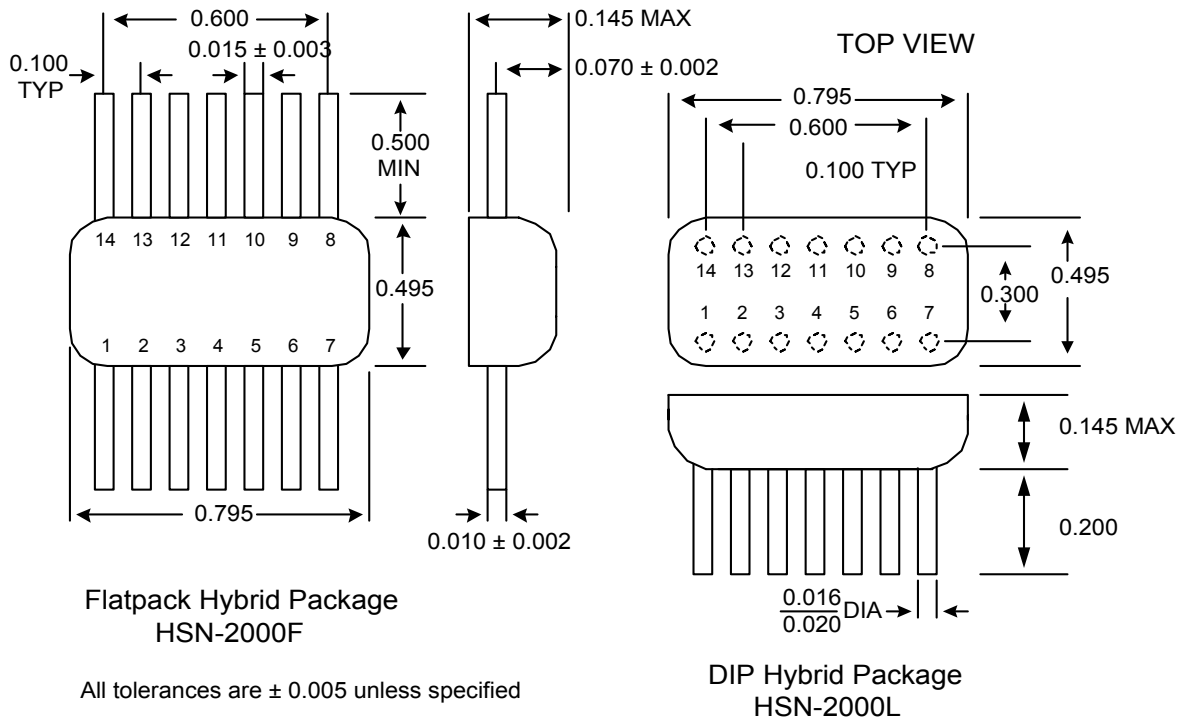 0.600
0.015 ± 0.003
0.100
TYP
0.500
MIN
14 13 12 11 10 9 8
0.495
1 2 3 4 5 6 7
0.795
Flatpack Hybrid Package
HSN-2000F
All tolerances are ± 0.005 unless specified
0.145 MAX
0.070 ± 0.002
0.010 ± 0.002
TOP VIEW
0.795
0.600
0.100 TYP
14 13 12 11 10 9 8
1 2 3 4 5 6 7
0.300
0.495
0.145 MAX
0.200
0.016
0.020
DIA
DIP Hybrid Package
HSN-2000L